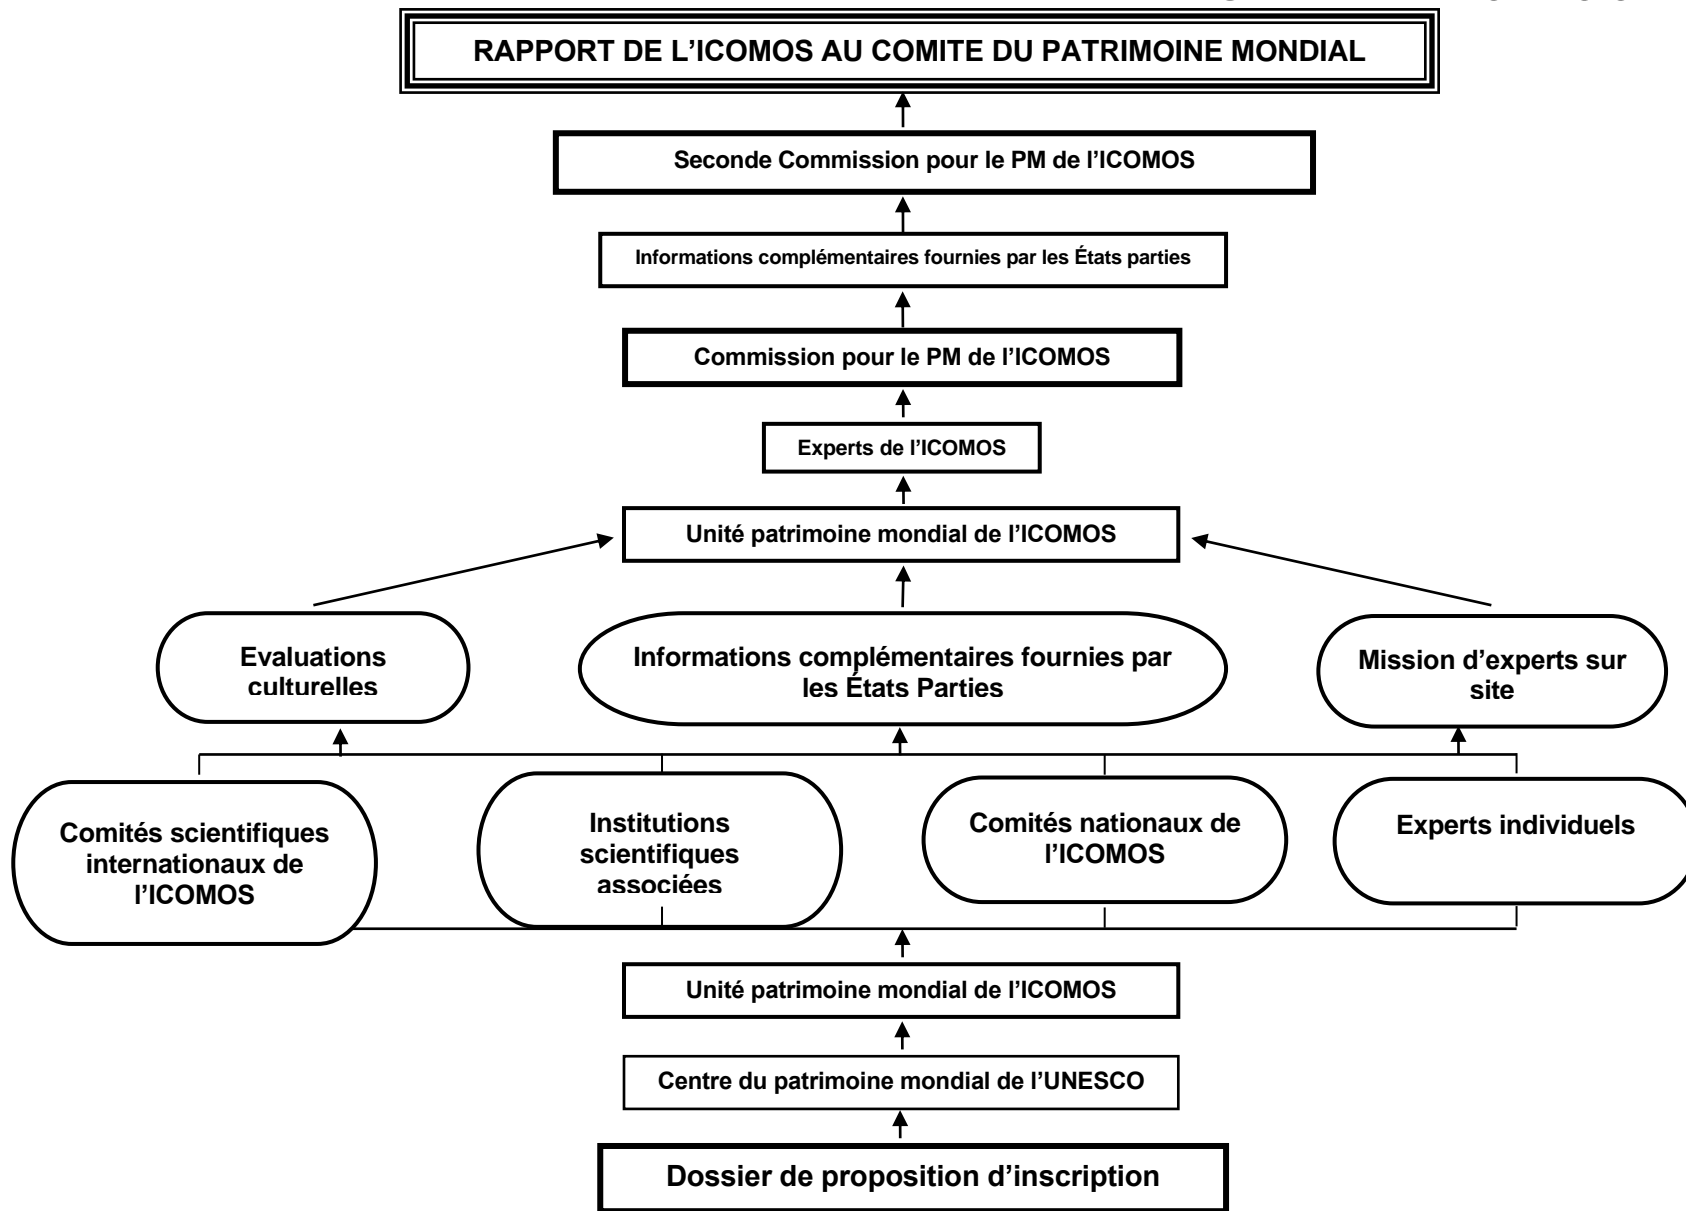 RAPPORT DE L’ICOMOS AU COMITE DU PATRIMOINE MONDIAL
Seconde Commission pour le PM de l’ICOMOS
Informations complémentaires fournies par les États parties
Commission pour le PM de l’ICOMOS
Experts de l’ICOMOS
Unité patrimoine mondial de l’ICOMOS
Evaluations
culturelles
Informations complémentaires fournies par
les États Parties
Mission d’experts sur
site
Comités scientifiques
internationaux de
l’ICOMOS
Institutions
scientifiques
associées
Comités nationaux de
l’ICOMOS
Experts individuels
Unité patrimoine mondial de l’ICOMOS
Centre du patrimoine mondial de l’UNESCO
Dossier de proposition d’inscription